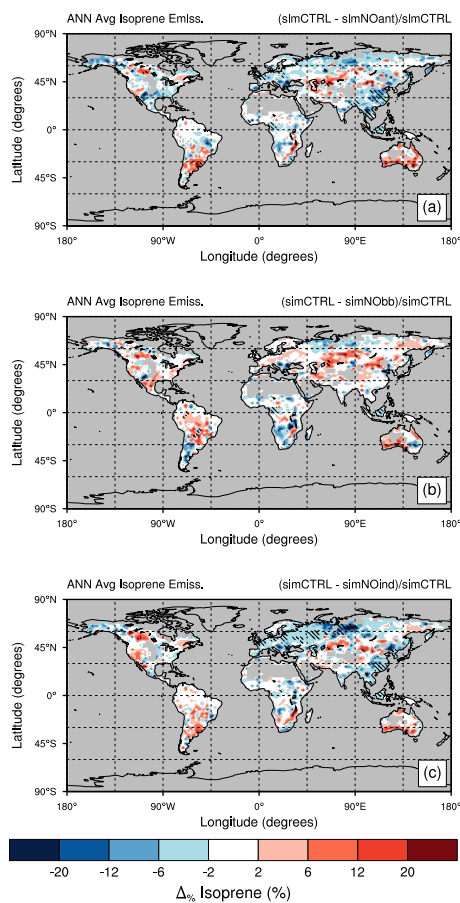 ANN Avg Isoprene Emiss. (simCTRL - simNOant)/simCTRL
90°N
45°N
0°
45°S
90°S
Latitude (degrees)
(a)
180° 90°W 0° 90°E 180°
Longitude (degrees)
ANN Avg Isoprene Emiss. (simCTRL - simNObb)/simCTRL
90°N
45°N
0°
45°S
90°S
Latitude (degrees)
(b)
180° 90°W 0° 90°E 180°
Longitude (degrees)
ANN Avg Isoprene Emiss. (simCTRL - simNOind)/simCTRL
90°N
45°N
0°
45°S
90°S
Latitude (degrees)
(c)
180° 90°W 0° 90°E 180°
Longitude (degrees)
-20 -12 -6 -2 2 6 12 20
Δ% Isoprene (%)